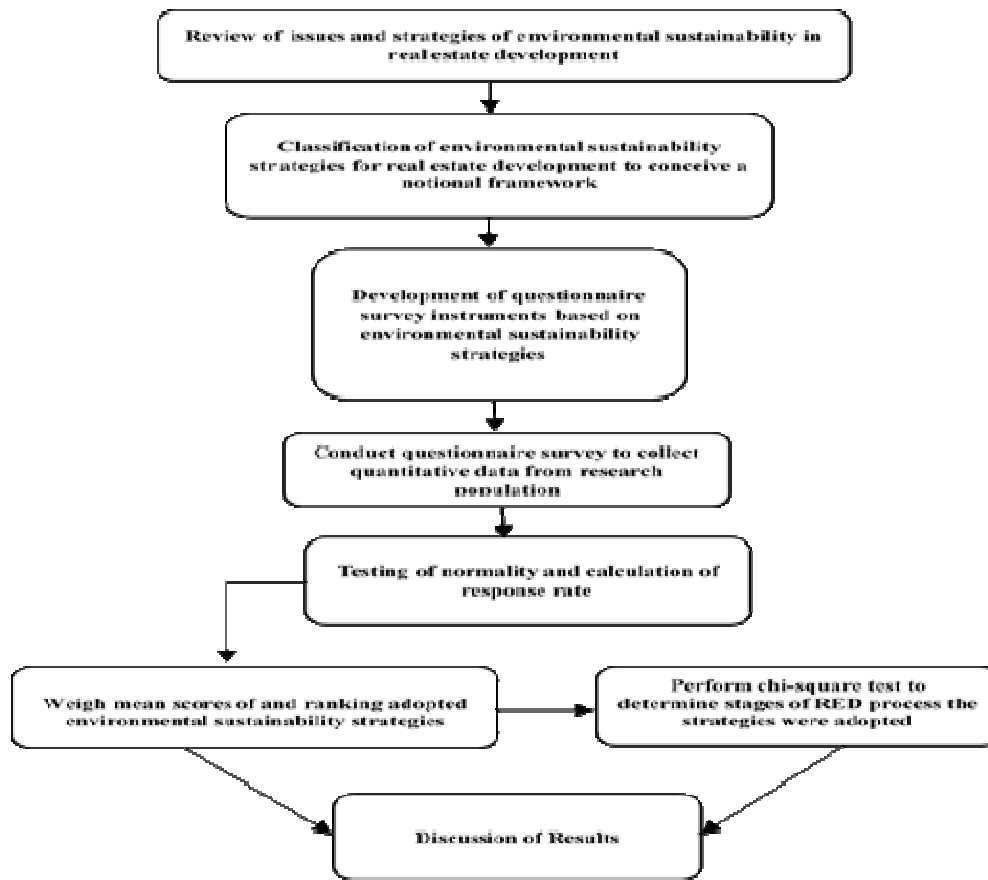 Review of issues and strategies of environmental sustainability in
real estate development
Classification of environmental sustainability
strategies for real estate development to conceive a
notional framework
Development of questionnaire
survey instruments based on
environmental sustainability
strategies
Conduct questionnaire survey to collect
quantitative data from research
population
Testing of normality and calculation of
response rate
Weigh mean scores of and ranking adopted
environmental sustainability strategies
Perform chi-square test to
determine stages of RED process the
strategies were adopted
Discussion of Results